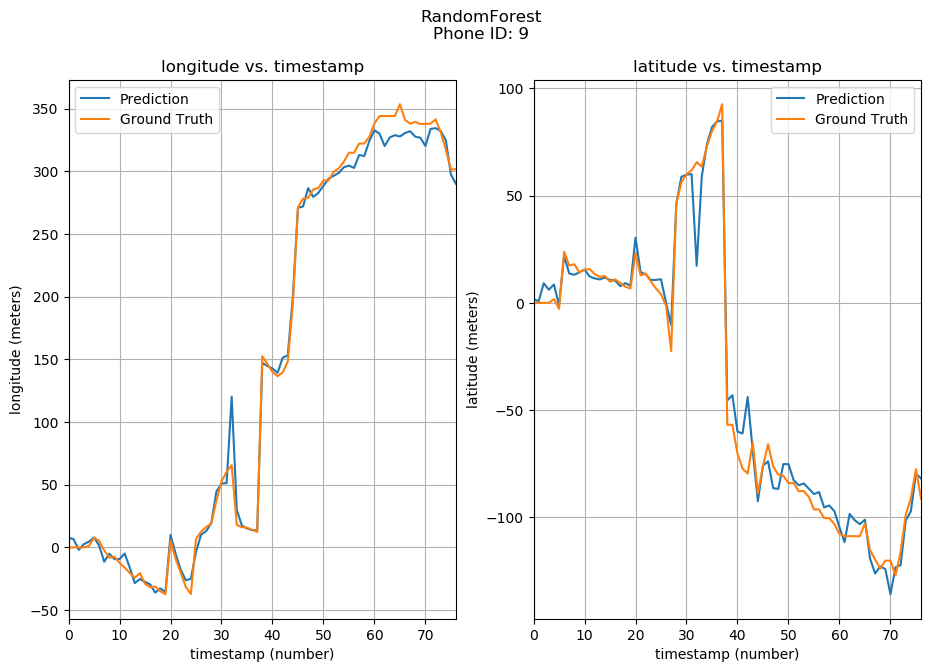 RandomForest
Phone ID: 9
longitude vs. timestamp
Prediction
Ground Truth
350
300
250
200
150
100
50
0
−50
longitude (meters)
0 10 20 30 40 50 60 70
timestamp (number)
latitude vs. timestamp
Prediction
Ground Truth
100
50
0
−50
−100
latitude (meters)
0 10 20 30 40 50 60 70
timestamp (number)